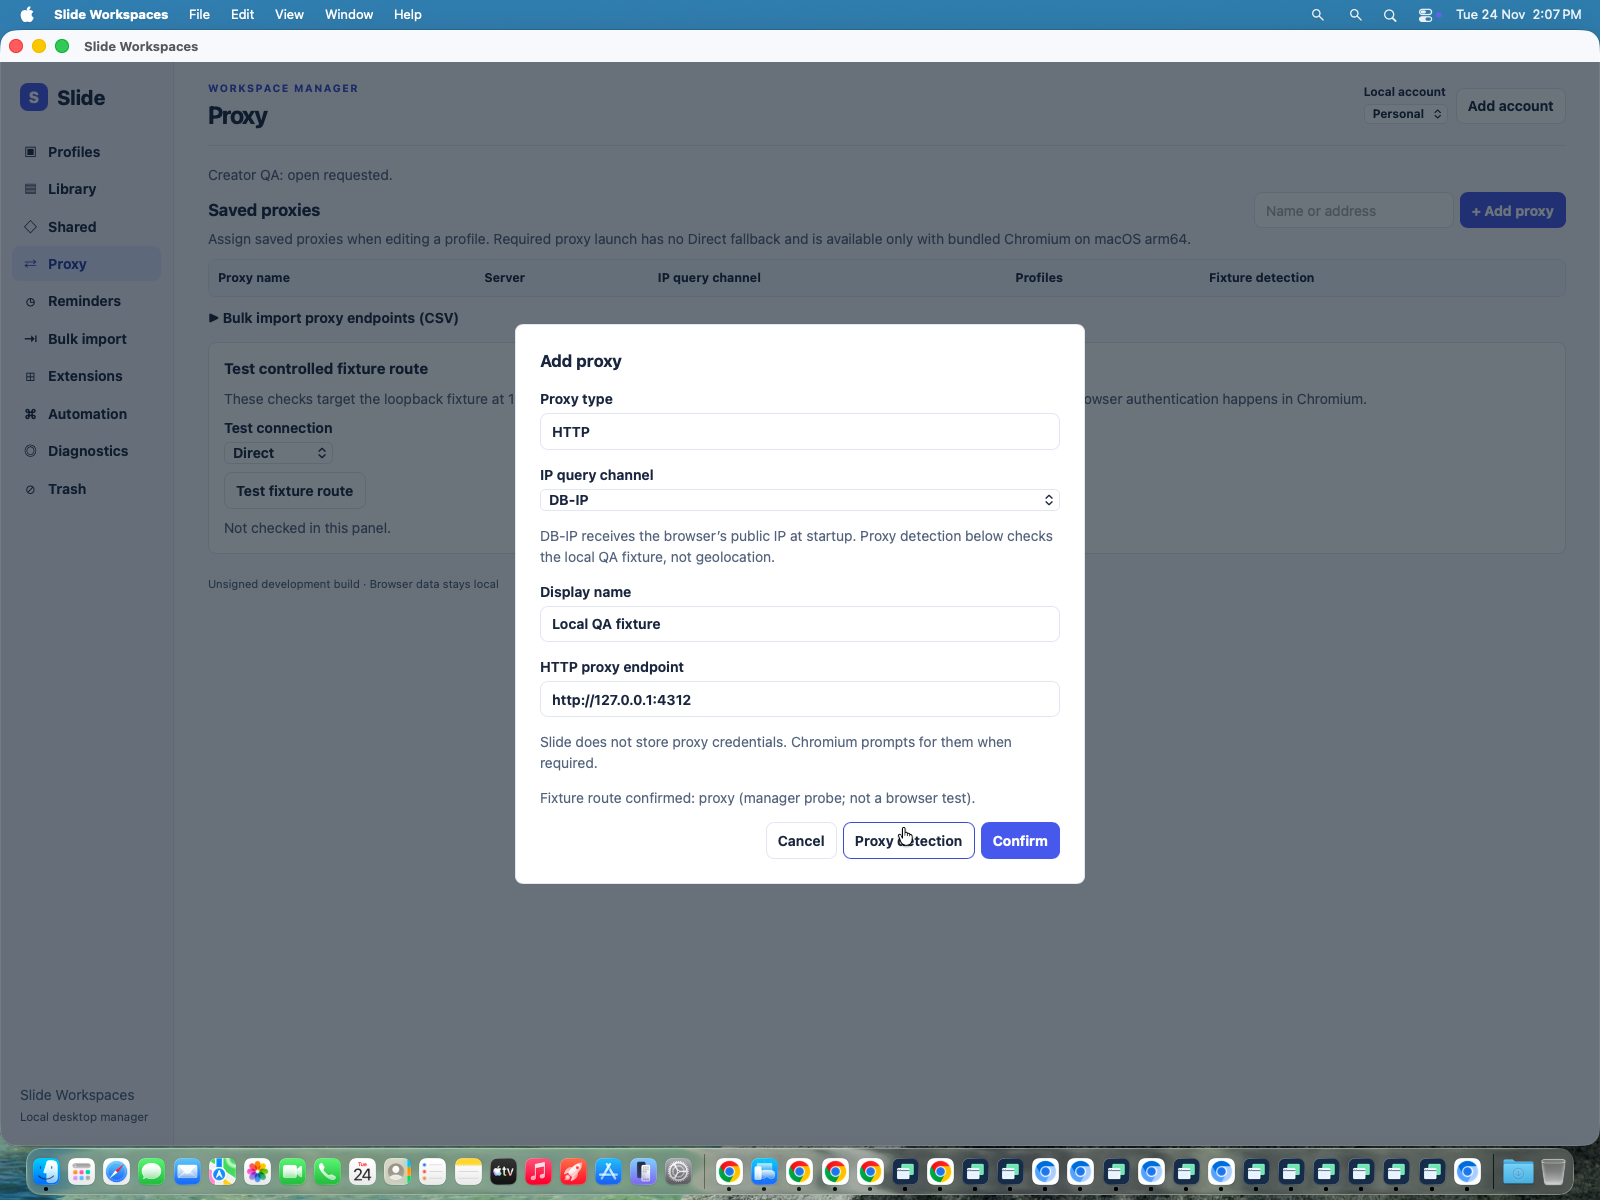 Slide Workspaces File Edit View Window Help Tue 24 Nov 2:07 PM
Slide Workspaces
S Slide
Profiles
Library
Shared
Proxy
Reminders
Bulk import
Extensions
Automation
Diagnostics
Trash
Slide Workspaces
Local desktop manager
WORKSPACE MANAGER
Proxy
Local account
Personal
Add account
Creator QA: open requested.
Saved proxies
Name or address
+ Add proxy
Assign saved proxies when editing a profile. Required proxy launch has no Direct fallback and is available only with bundled Chromium on macOS arm64.
Proxy name Server IP query channel Profiles Fixture detection
Bulk import proxy endpoints (CSV)
Test controlled fixture route
These checks target the loopback fixture at 1
owser authentication happens in Chromium.
Test connection
Direct
Test fixture route
Not checked in this panel.
Unsigned development build · Browser data stays local
Add proxy
Proxy type
HTTP
IP query channel
DB-IP
DB-IP receives the browser’s public IP at startup. Proxy detection below checks
the local QA fixture, not geolocation.
Display name
Local QA fixture
HTTP proxy endpoint
http://127.0.0.1:4312
Slide does not store proxy credentials. Chromium prompts for them when
required.
Fixture route confirmed: proxy (manager probe; not a browser test).
Cancel Proxy detection Confirm
Tue
24
tv